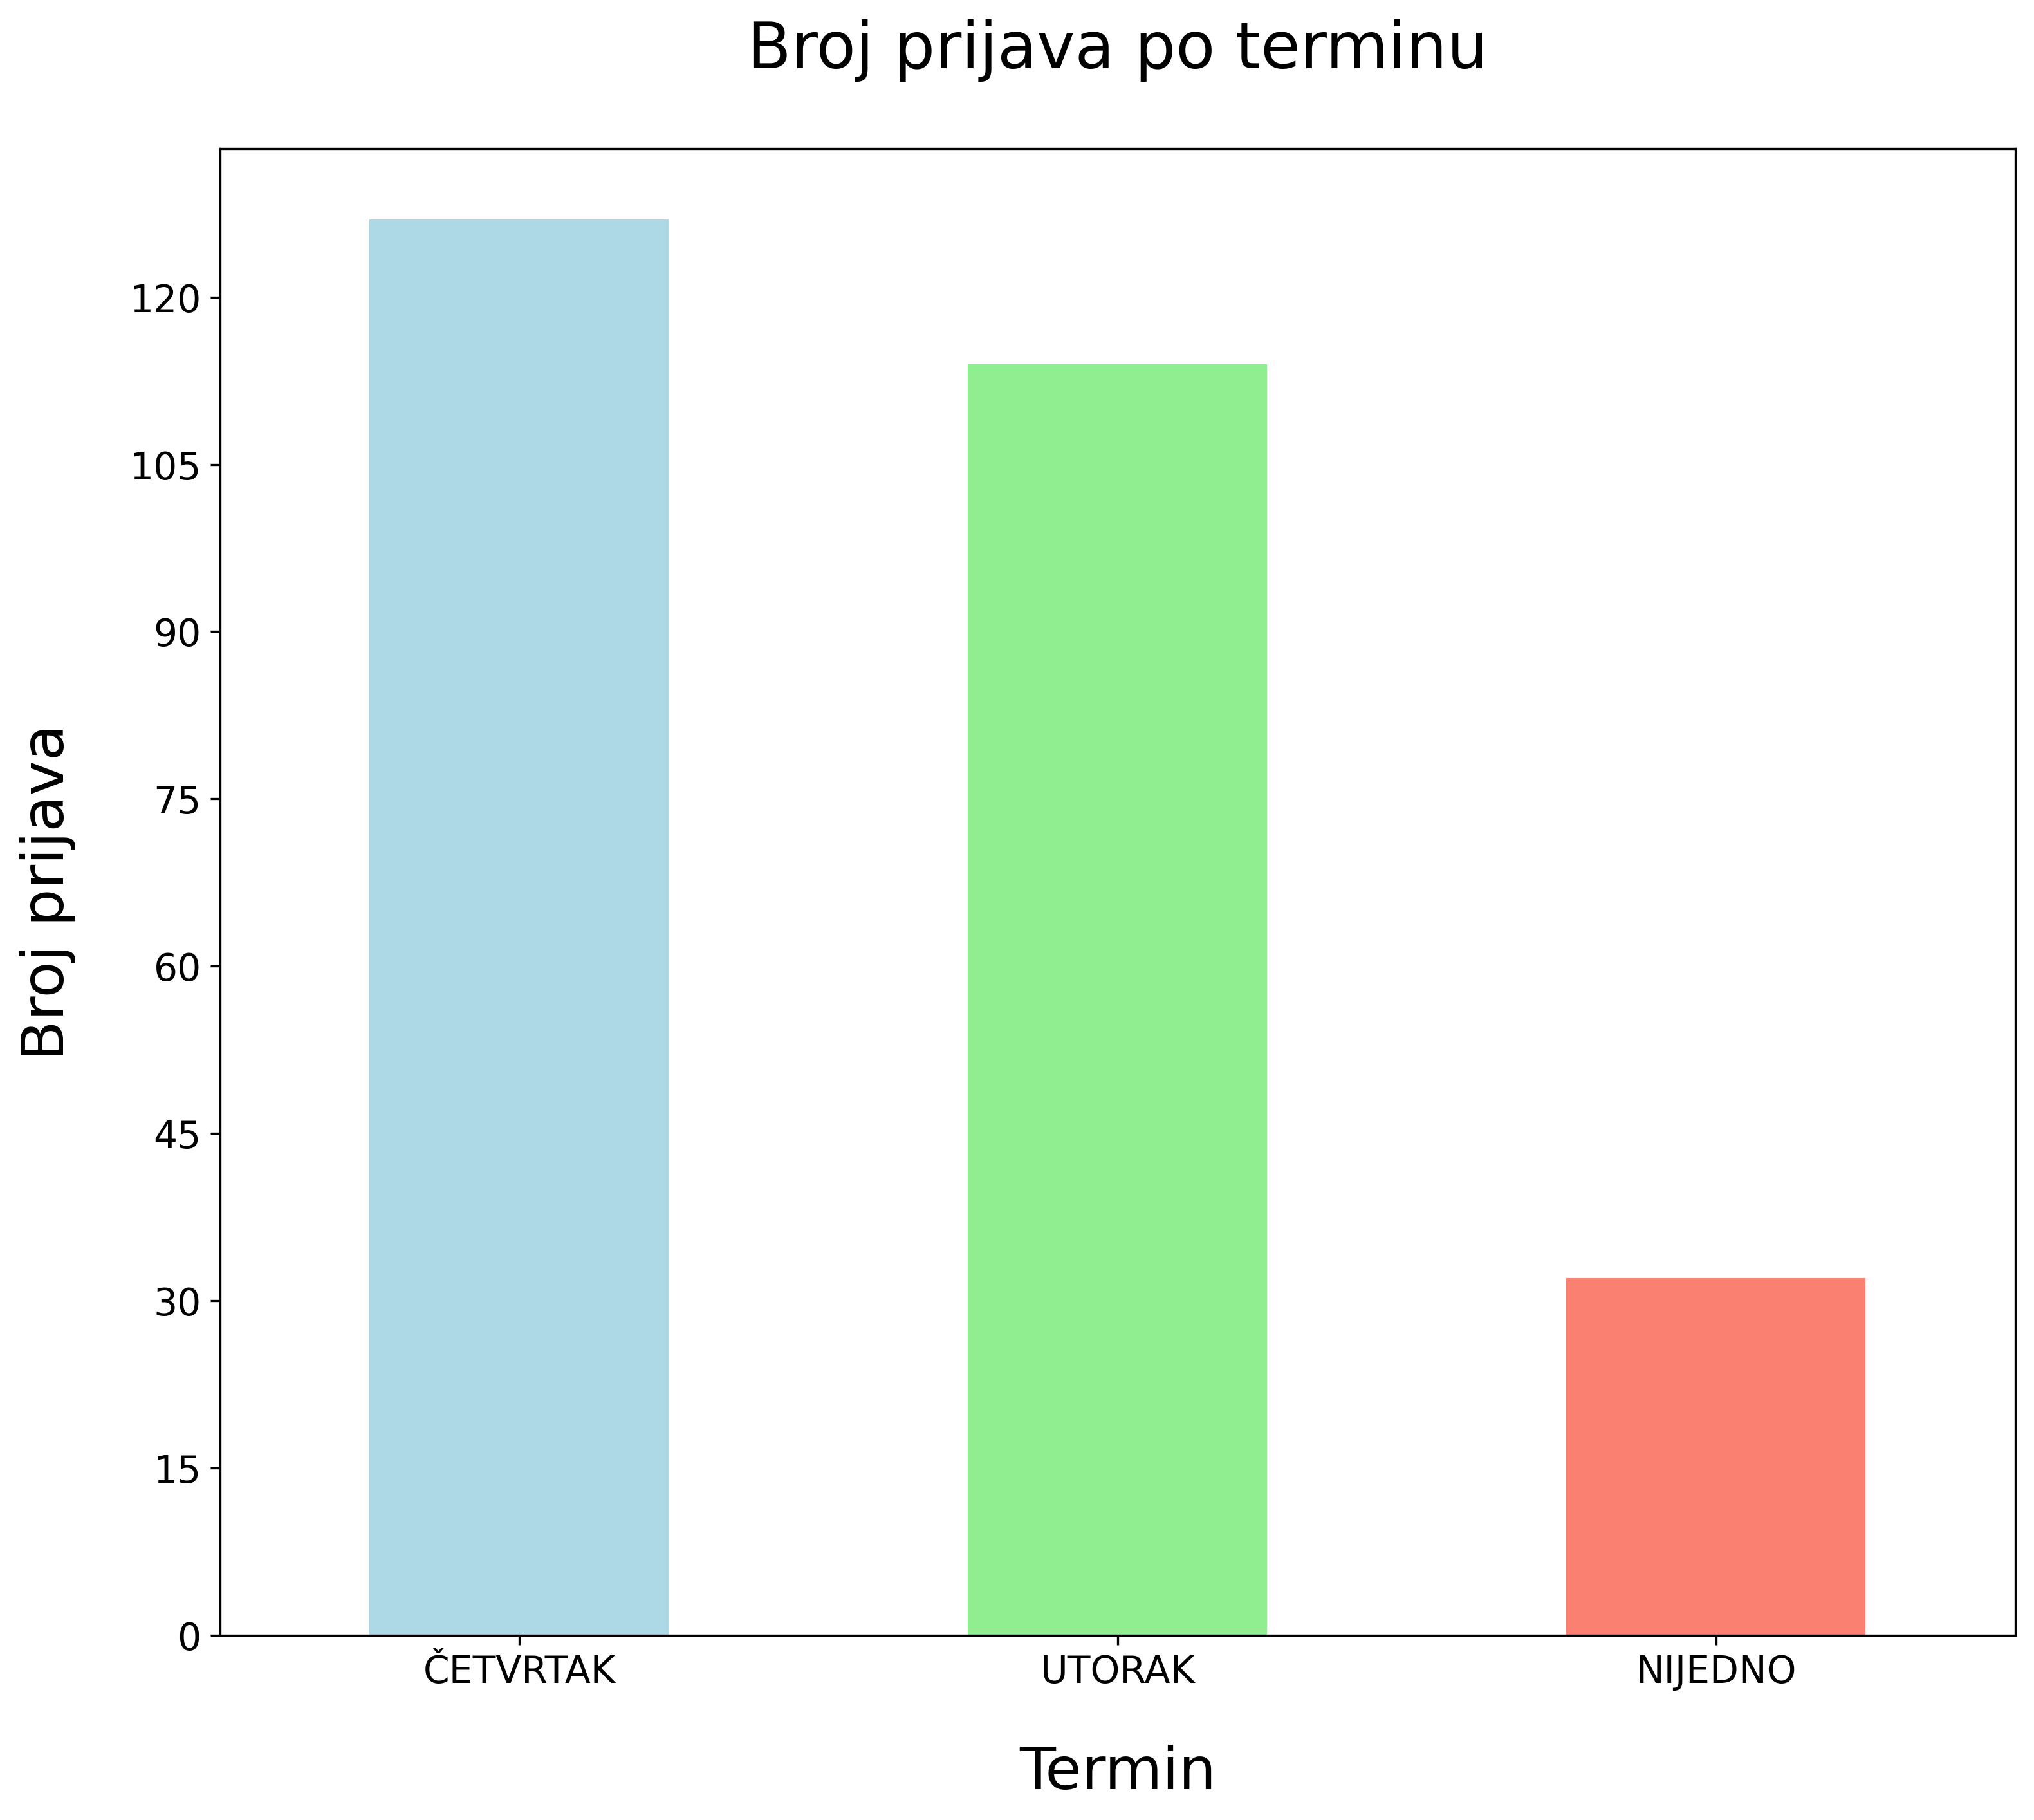 Broj prijava po terminu
Broj prijava
120
105
90
75
60
45
30
15
0
ČETVRTAK
UTORAK
NIJEDNO
Termin